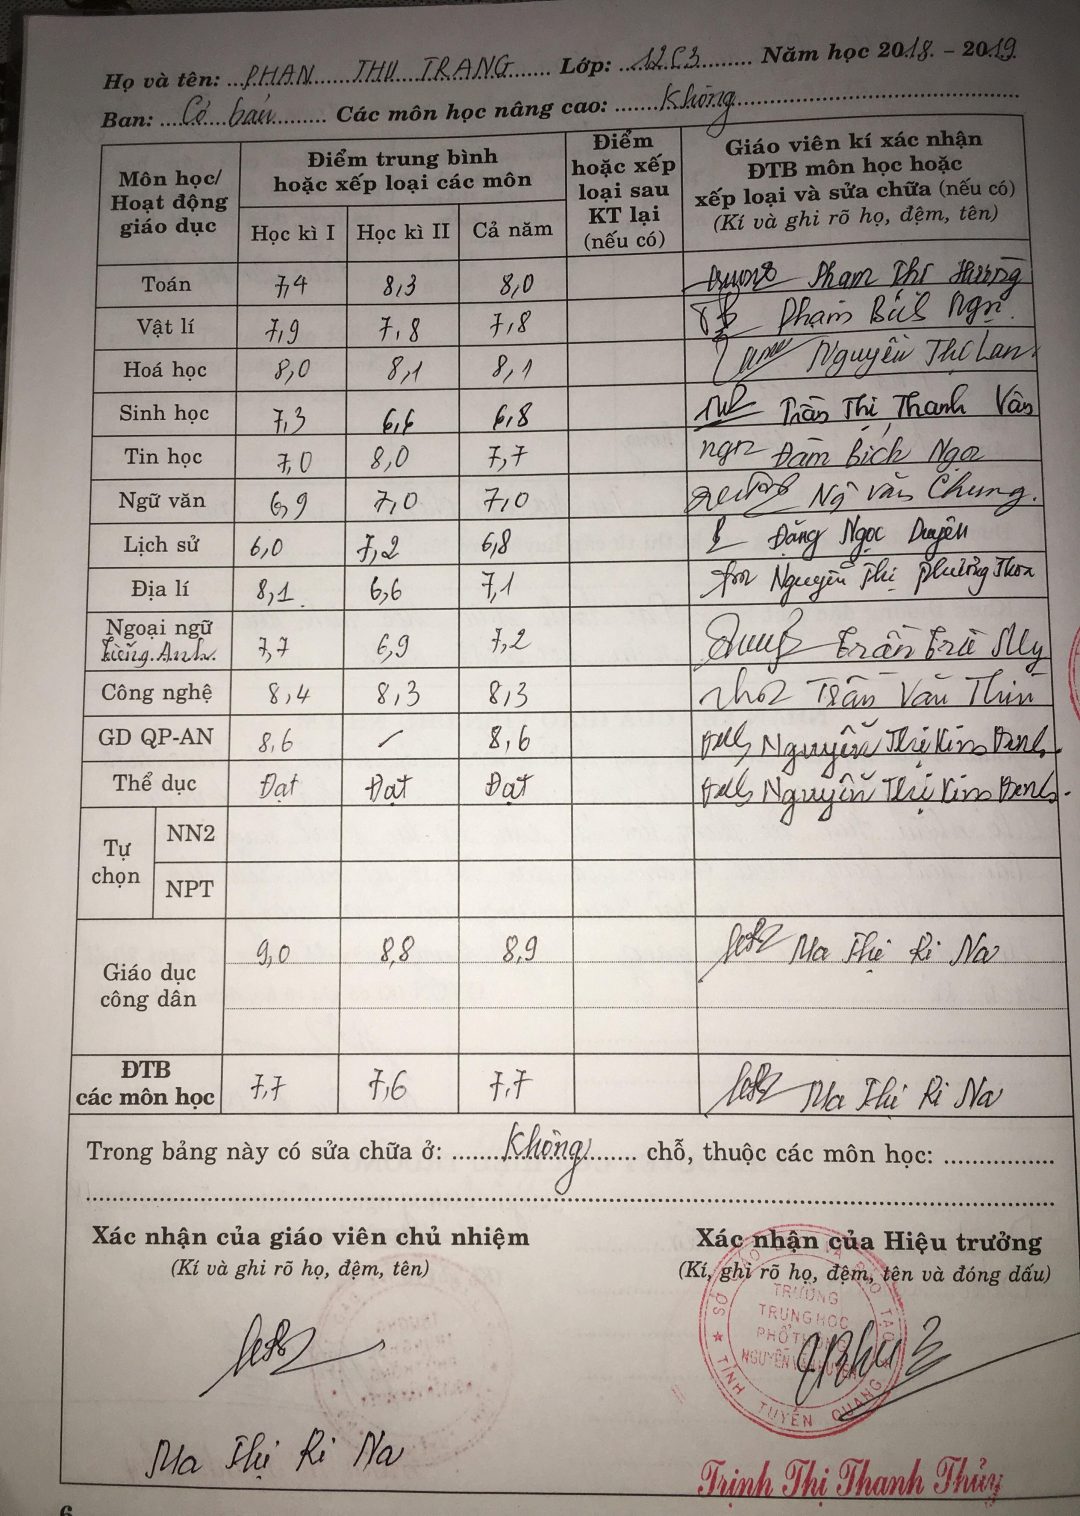 Họ và tên: PHAN THU TRANG Lớp: 12C3 Năm học 2018 - 2019
Ban: Cơ bản Các môn học nâng cao: Không
Môn học/ Hoạt động giáo dục
Điểm trung bình hoặc xếp loại các môn
Học kì I Học kì II Cả năm
Điểm hoặc xếp loại sau KT lại (nếu có)
Giáo viên kí xác nhận ĐTB môn học hoặc xếp loại và sửa chữa (nếu có) (Kí và ghi rõ họ, đệm, tên)
Toán 7,4 8,3 8,0 Phạm Thị Hường
Vật lí 7,9 7,8 7,8 Phạm Bích Ngn
Hoá học 8,0 8,1 8,1 Nguyễn Thị Lan
Sinh học 7,3 6,6 6,8 Trần Thị Thanh Vân
Tin học 7,0 8,0 7,7 Đàm Bích Ngọc
Ngữ văn 6,9 7,0 7,0 Ngô Văn Chung.
Lịch sử 6,0 7,2 6,8 Đặng Ngọc Duyên
Địa lí 8,1 6,6 7,1 Nguyễn Thị Phương Thoa
Ngoại ngữ
Tiếng Anh 7,7 6,9 7,2 Trần Trà My
Công nghệ 8,4 8,3 8,3 Trần Văn Thìn
GD QP-AN 8,6 / 8,6 Nguyễn Thị Kim Oanh
Thể dục Đạt Đạt Đạt Nguyễn Thị Kim Oanh
Tự chọn
NN2
NPT
Giáo dục công dân 9,0 8,8 8,9 Ma Thị Ri Na
ĐTB các môn học 7,7 7,6 7,7 Ma Thị Ri Na
Trong bảng này có sửa chữa ở: Không chỗ, thuộc các môn học:
Xác nhận của giáo viên chủ nhiệm
(Kí và ghi rõ họ, đệm, tên)
Ma Thị Ri Na
Xác nhận của Hiệu trưởng
(Kí, ghi rõ họ, đệm, tên và đóng dấu)
TRƯỜNG
TRUNG HỌC
PHỔ THÔNG
TỈNH TUYÊN QUANG
Trịnh Thị Thanh Thủy
6